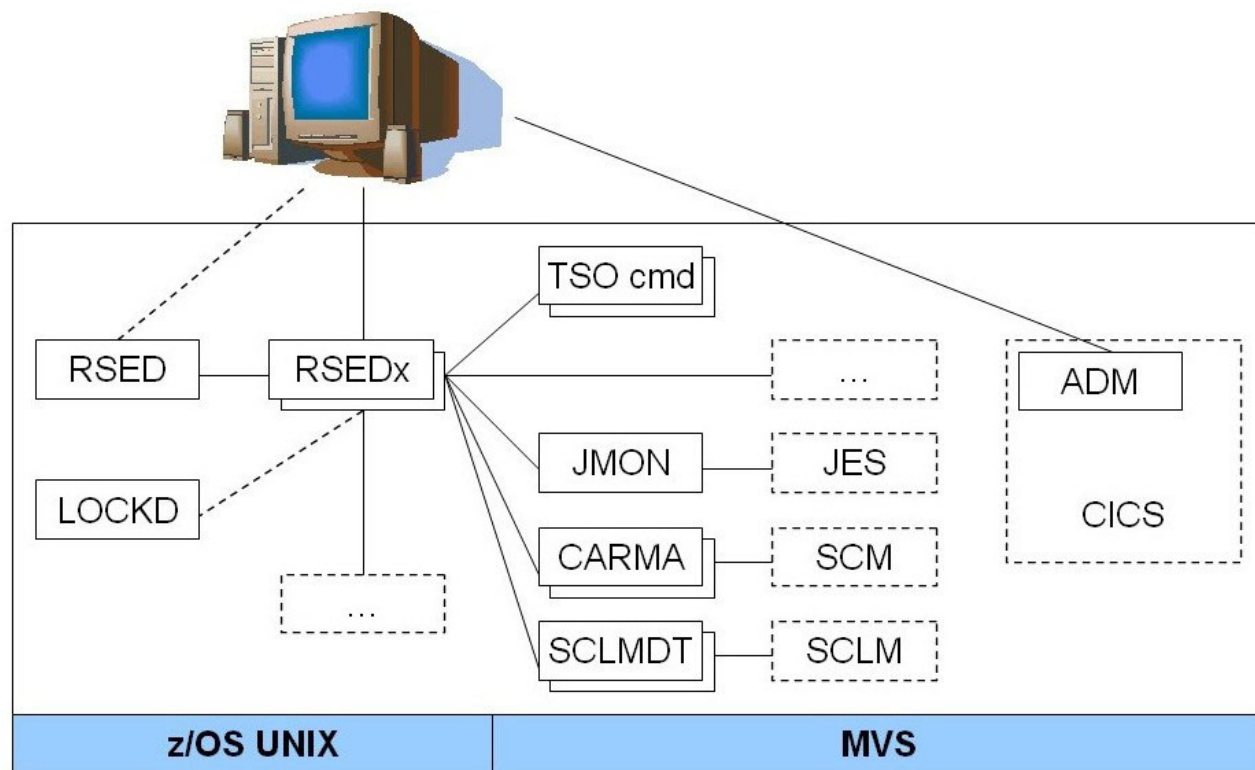 TSO cmd
RSED
RSEDx
...
ADM
JMON
JES
LOCKD
CICS
CARMA
SCM
...
SCLMDT
SCLM
z/OS UNIX
MVS